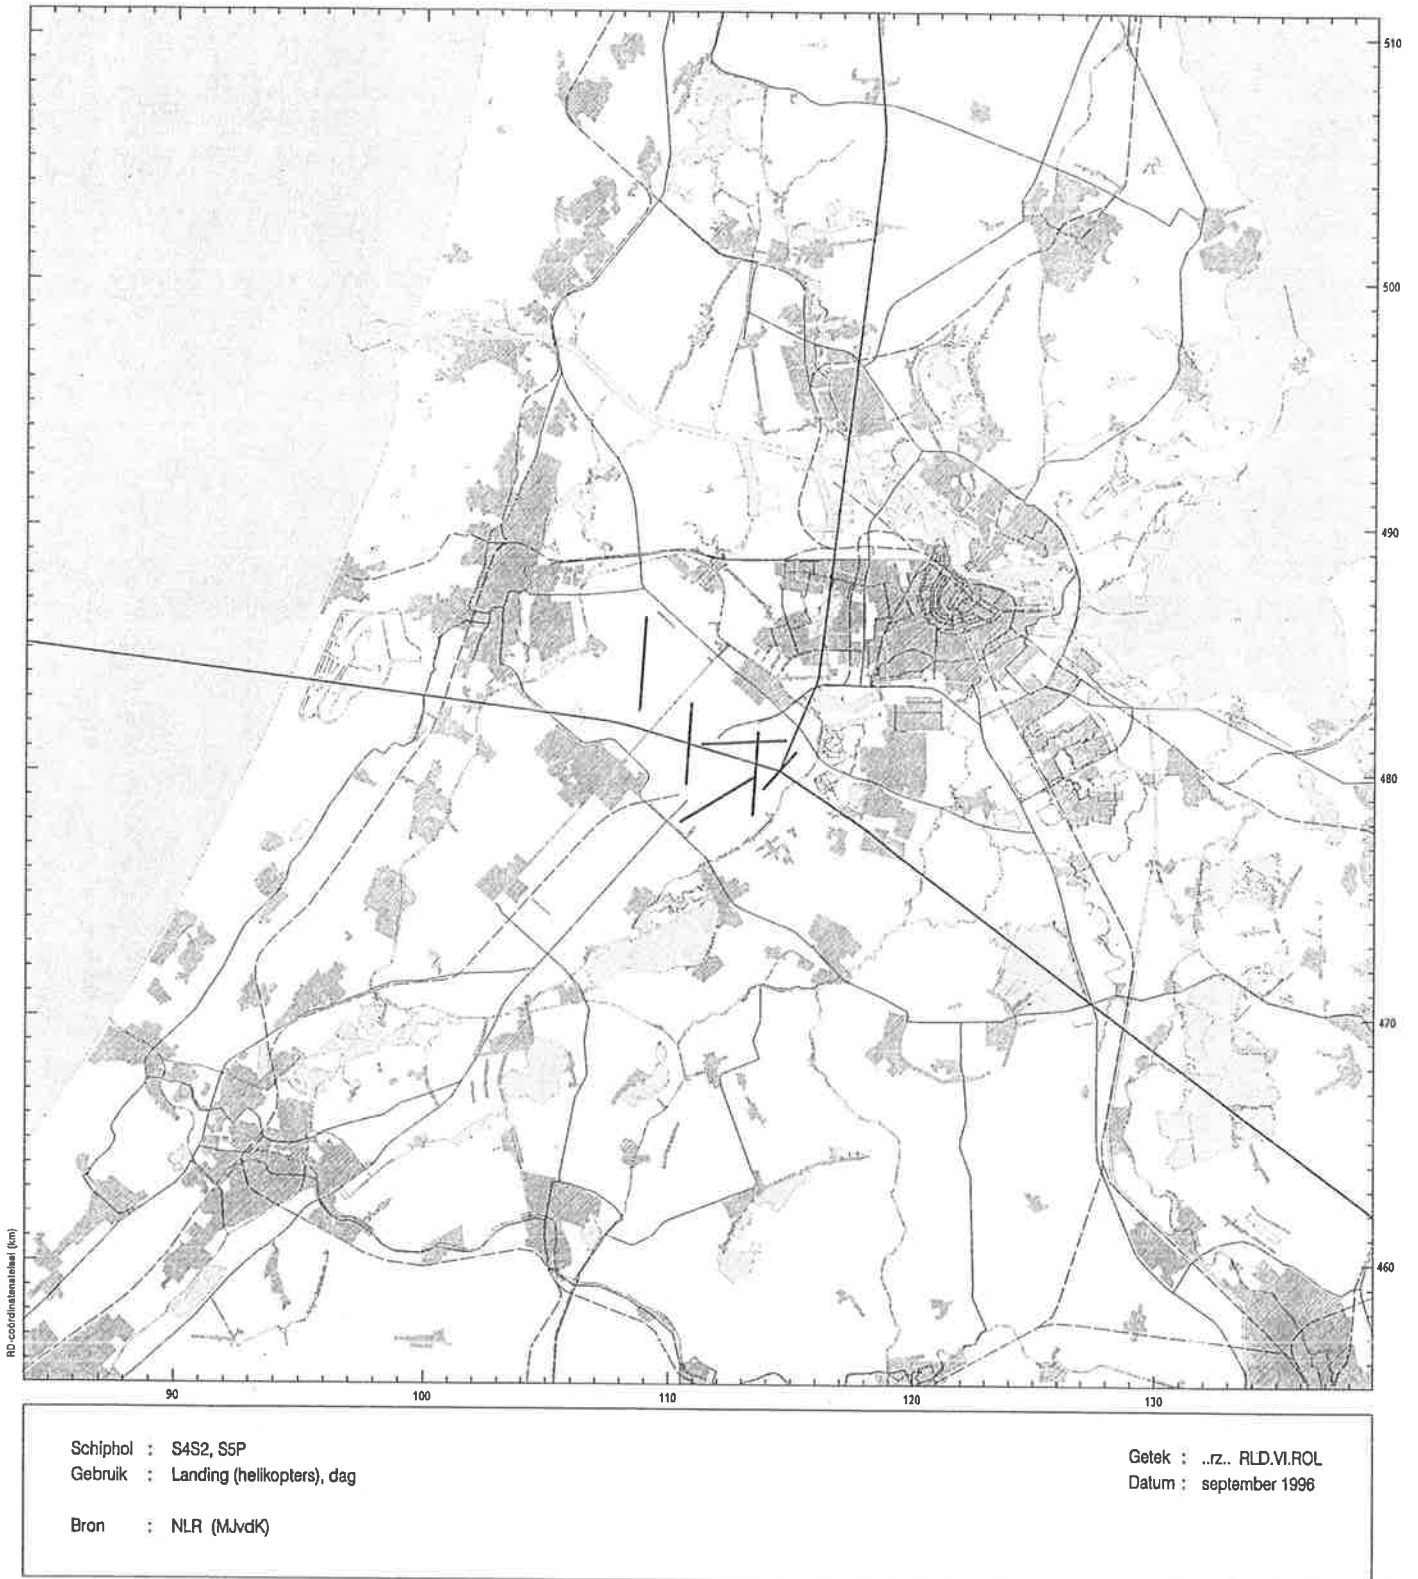 510
500
490
480
470
460
RD-coördinatenstelsel (km)
90
100
110
120
130
Schiphol : S4S2, S5P
Gebruik : Landing (helikopters), dag
Bron : NLR (MJvdK)
Getek : ..rz.. RLD.VI.ROL
Datum : september 1996